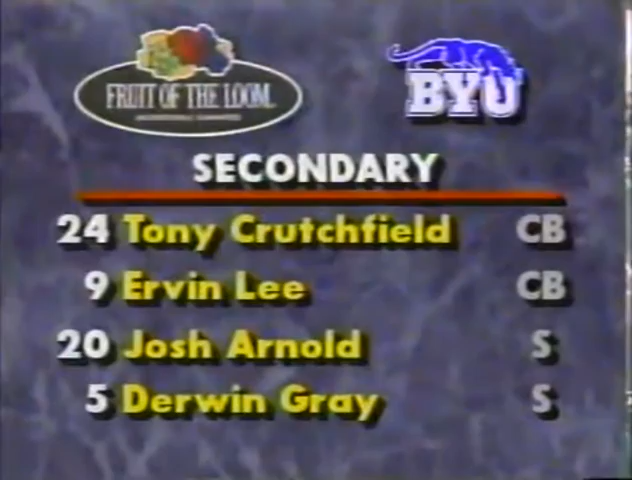 FRUIT OF THE LOOM.
BYU
SECONDARY
24 Tony Crutchfield CB
9 Ervin Lee CB
20 Josh Arnold S
5 Derwin Gray S